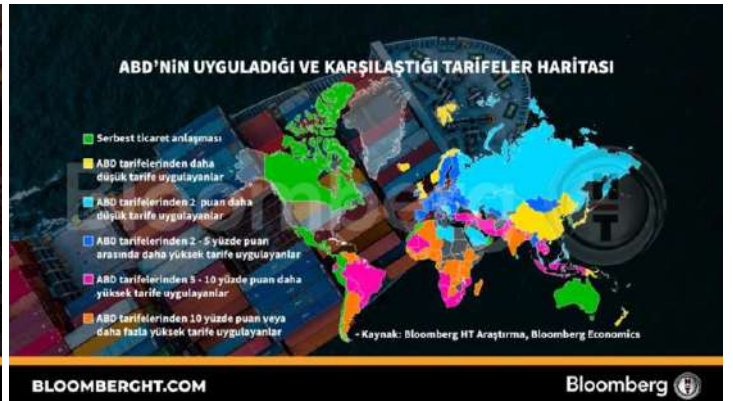 ABD'NİN UYGULADIĞI VE KARŞILAŞTIĞI TARİFELER HARİTASI
Serbest ticaret anlaşması
ABD tarifelerinden daha
düşük tarife uygulayanlar
ABD tarifelerinden 2 puan daha
düşük tarife uygulayanlar
ABD tarifelerinden 2 - 5 yüzde puan
arasında daha yüksek tarife uygulayanlar
ABD tarifelerinden 5 - 10 yüzde puan daha
yüksek tarife uygulayanlar
ABD tarifelerinden 10 yüzde puan veya
daha fazla yüksek tarife uygulayanlar
- Kaynak: Bloomberg HT Araştırma, Bloomberg Economics
Bloomberg HT
BLOOMBERGHT.COM
Bloomberg HT